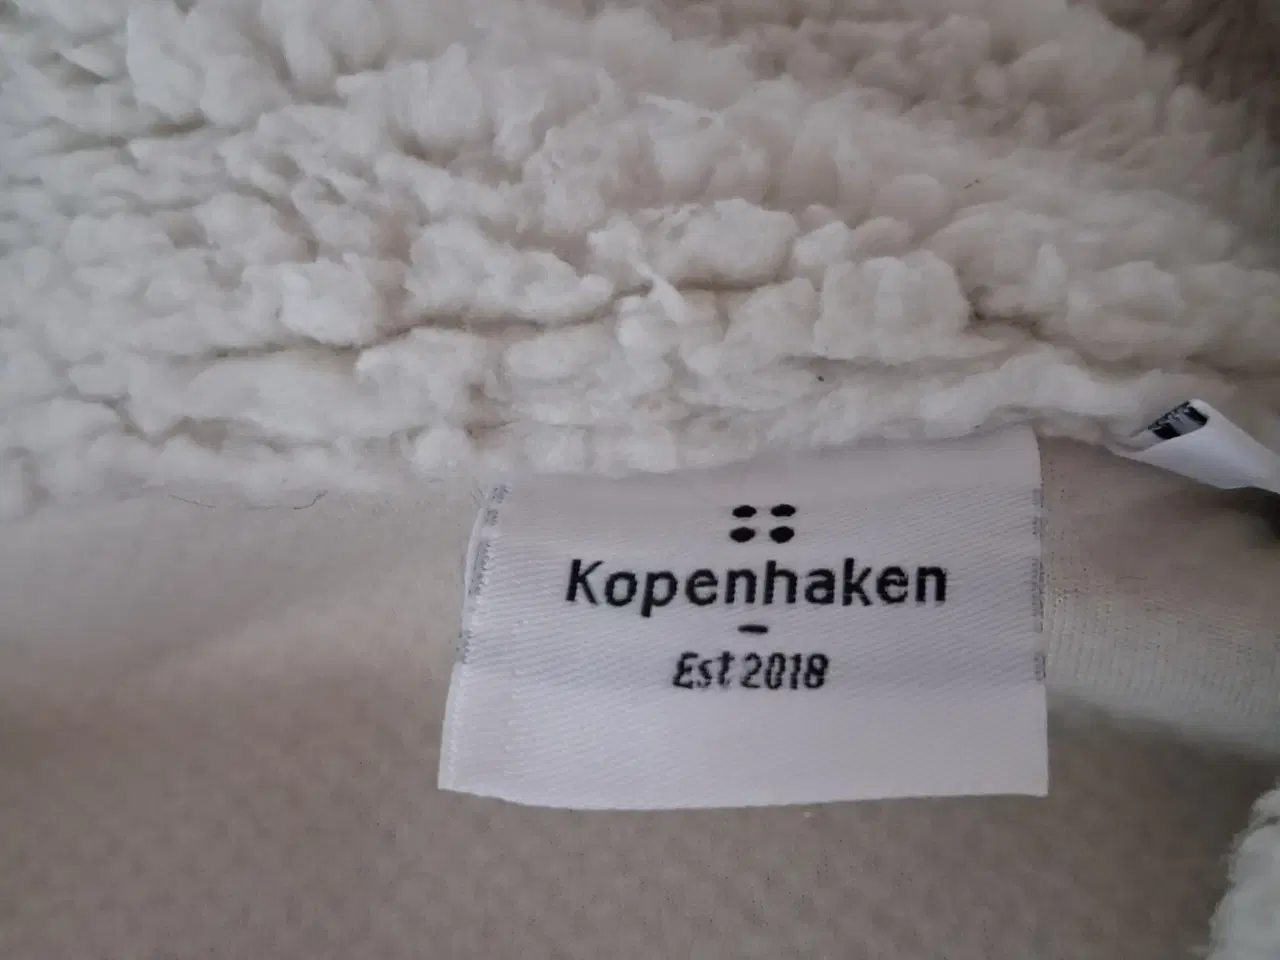 Kopenhaken
-
Est 2018